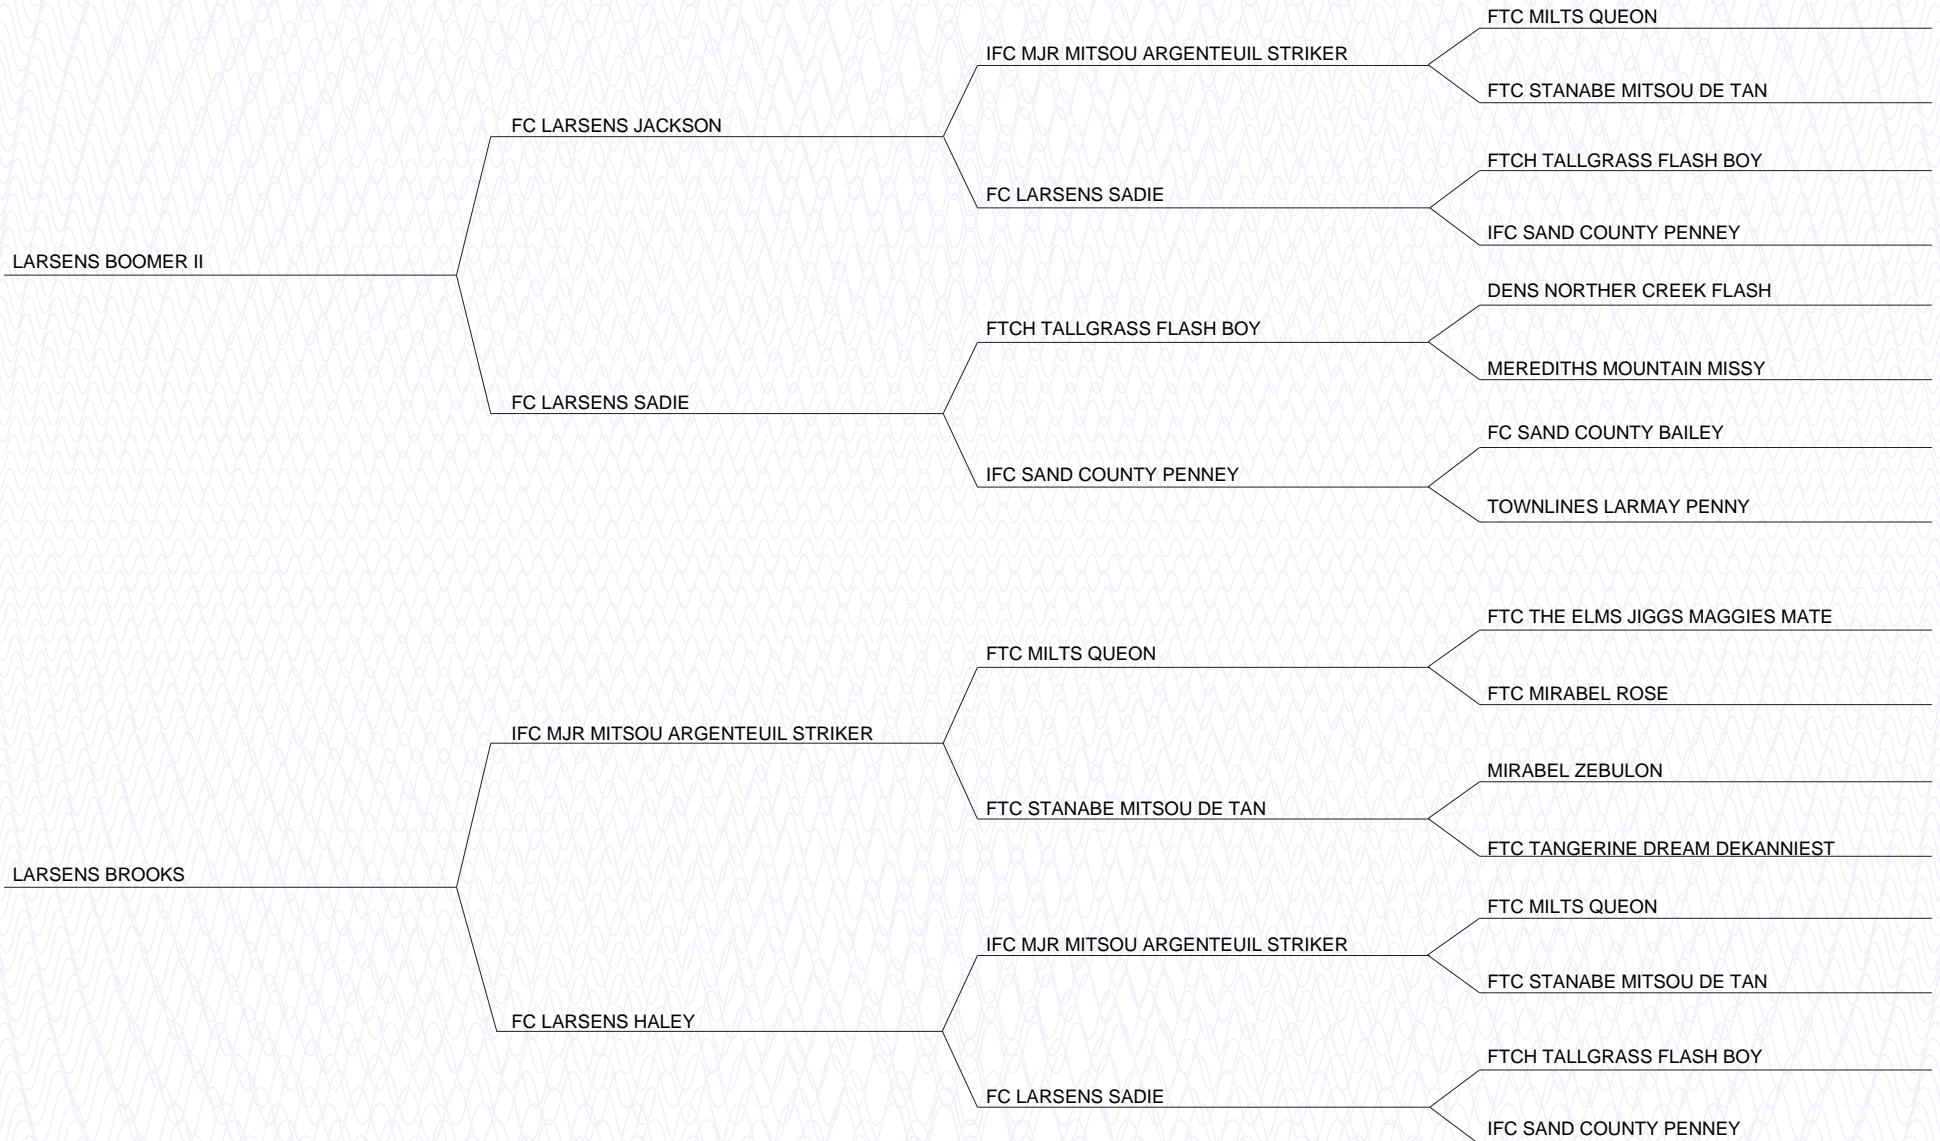 FTC MILTS QUEON
IFC MJR MITSOU ARGENTEUIL STRIKER
FTC STANABE MITSOU DE TAN
FC LARSENS JACKSON
FTCH TALLGRASS FLASH BOY
FC LARSENS SADIE
IFC SAND COUNTY PENNEY
LARSENS BOOMER II
DENS NORTHER CREEK FLASH
FTCH TALLGRASS FLASH BOY
MEREDITHS MOUNTAIN MISSY
FC LARSENS SADIE
FC SAND COUNTY BAILEY
IFC SAND COUNTY PENNEY
TOWNLINES LARMAY PENNY
FTC THE ELMS JIGGS MAGGIES MATE
FTC MILTS QUEON
FTC MIRABEL ROSE
IFC MJR MITSOU ARGENTEUIL STRIKER
MIRABEL ZEBULON
FTC STANABE MITSOU DE TAN
FTC TANGERINE DREAM DEKANNIEST
LARSENS BROOKS
FTC MILTS QUEON
IFC MJR MITSOU ARGENTEUIL STRIKER
FTC STANABE MITSOU DE TAN
FC LARSENS HALEY
FTCH TALLGRASS FLASH BOY
FC LARSENS SADIE
IFC SAND COUNTY PENNEY